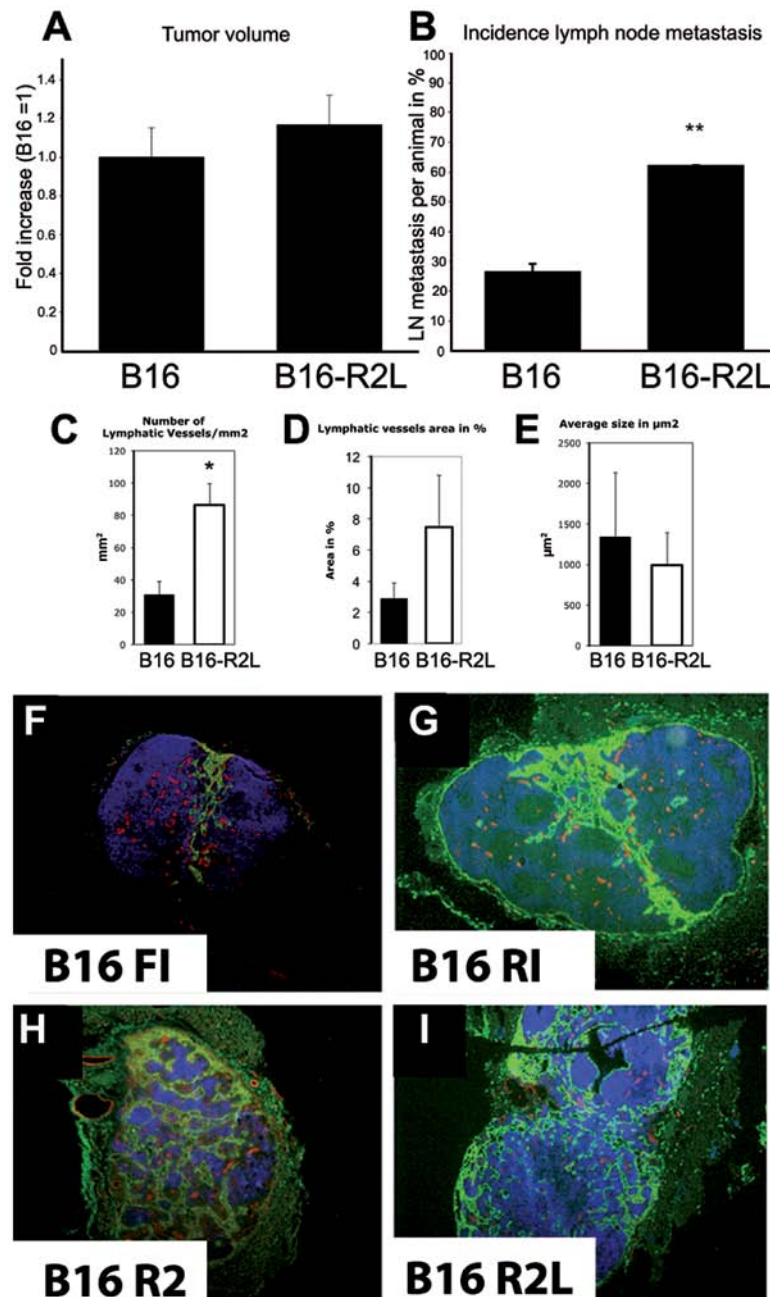 A
Tumor volume
Fold increase (B16 =1)
1.4
1.2
1.0
0.8
0.6
0.4
0.2
0
B16
B16-R2L
B
Incidence lymph node metastasis
LN metastasis per animal in %
100
90
80
70
60
50
40
30
20
10
0
**
B16
B16-R2L
C
Number of
Lymphatic Vessels/mm2
mm²
120
100
80
60
40
20
0
*
B16 B16-R2L
D
Lymphatic vessels area in %
Area in %
12
10
8
6
4
2
0
B16 B16-R2L
E
Average size in µm2
µm²
2500
2000
1500
1000
500
0
B16 B16-R2L
F
B16 FI
G
B16 RI
H
B16 R2
I
B16 R2L